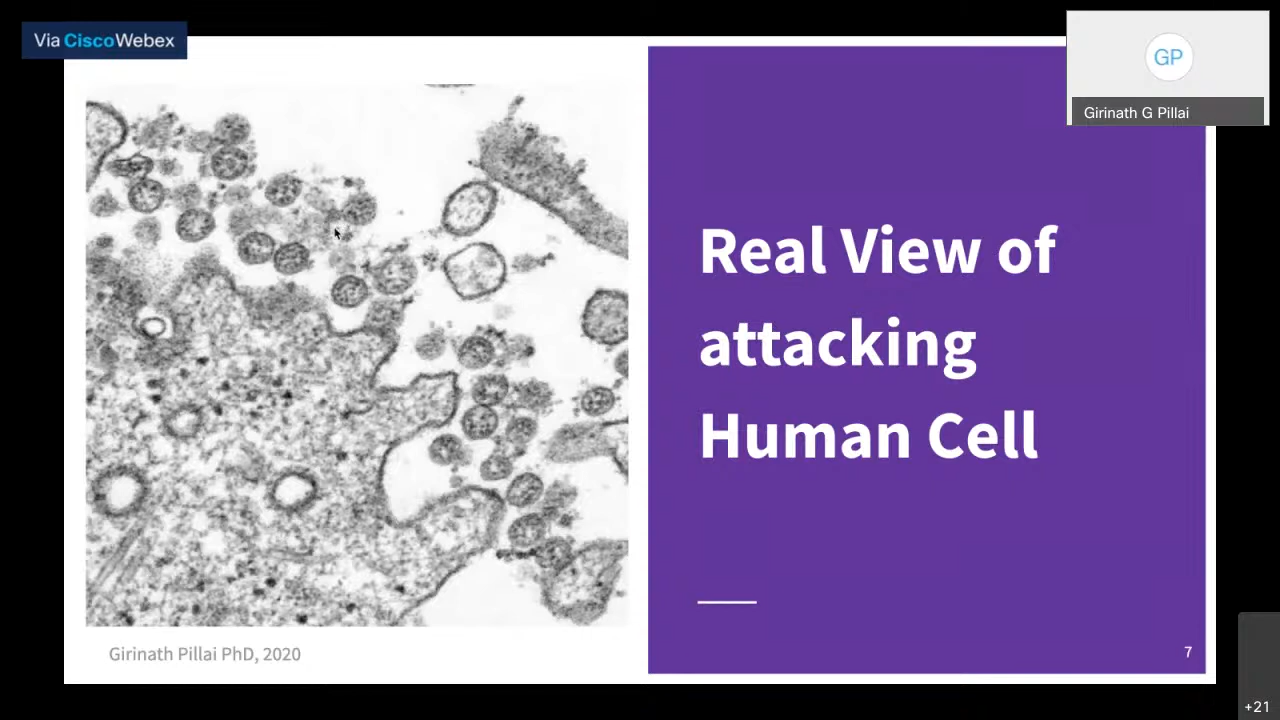 Via CiscoWebex
GP
Girinath G Pillai
Real View of
attacking
Human Cell
Girinath Pillai PhD, 2020
7
+21